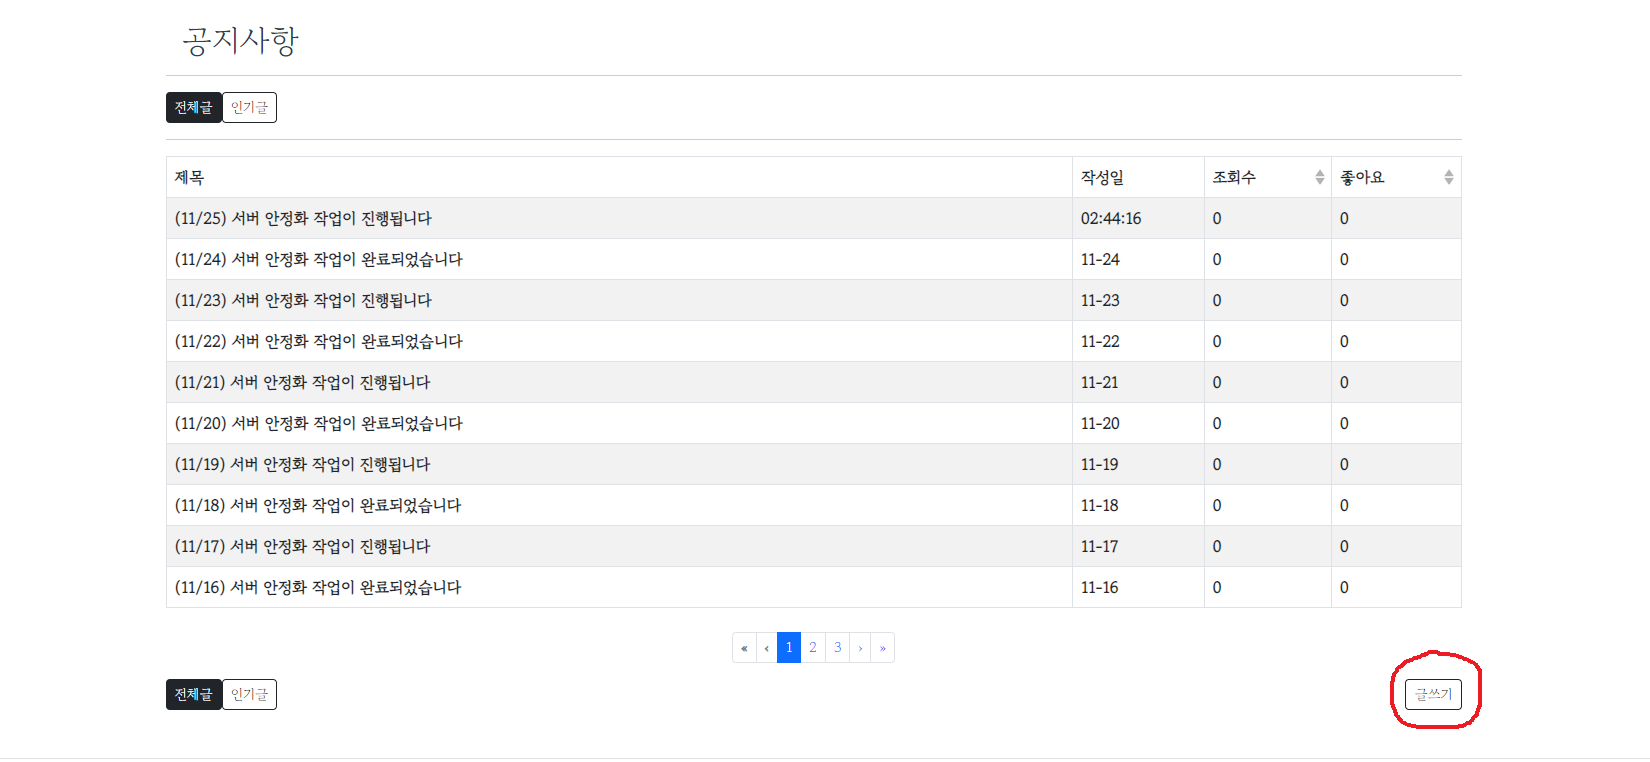 공지사항
전체글 인기글
제목 작성일 조회수 좋아요
(11/25) 서버 안정화 작업이 진행됩니다 02:44:16 0 0
(11/24) 서버 안정화 작업이 완료되었습니다 11-24 0 0
(11/23) 서버 안정화 작업이 진행됩니다 11-23 0 0
(11/22) 서버 안정화 작업이 완료되었습니다 11-22 0 0
(11/21) 서버 안정화 작업이 진행됩니다 11-21 0 0
(11/20) 서버 안정화 작업이 완료되었습니다 11-20 0 0
(11/19) 서버 안정화 작업이 진행됩니다 11-19 0 0
(11/18) 서버 안정화 작업이 완료되었습니다 11-18 0 0
(11/17) 서버 안정화 작업이 진행됩니다 11-17 0 0
(11/16) 서버 안정화 작업이 완료되었습니다 11-16 0 0
« ‹ 1 2 3 › »
전체글 인기글 글쓰기